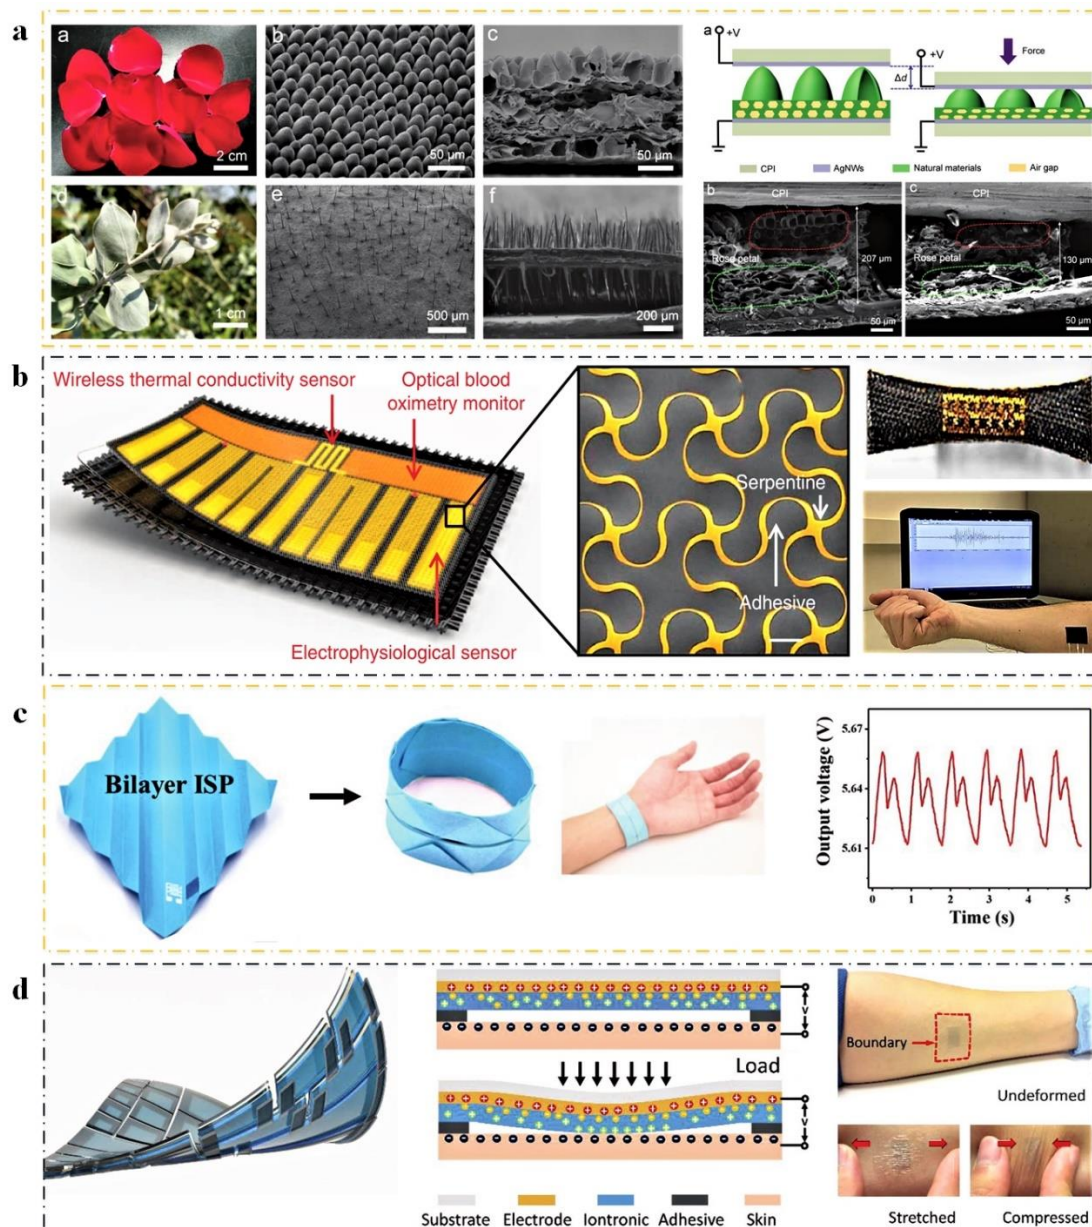 a
a
2 cm
b
50 μm
c
50 μm
d
1 cm
e
500 μm
f
200 μm
a
+V
+V
Force
Δd
CPI
AgNWs
Natural materials
Air gap
b
CPI
Rose petal
207 μm
50 μm
c
CPI
Rose petal
130 μm
50 μm
b
Wireless thermal conductivity sensor
Optical blood
oximetry monitor
Electrophysiological sensor
Serpentine
Adhesive
c
Bilayer ISP
Output voltage (V)
5.67
5.64
5.61
0 1 2 3 4 5
Time (s)
d
V
Load
V
Substrate Electrode Iontronic Adhesive Skin
Boundary
Undeformed
Stretched
Compressed